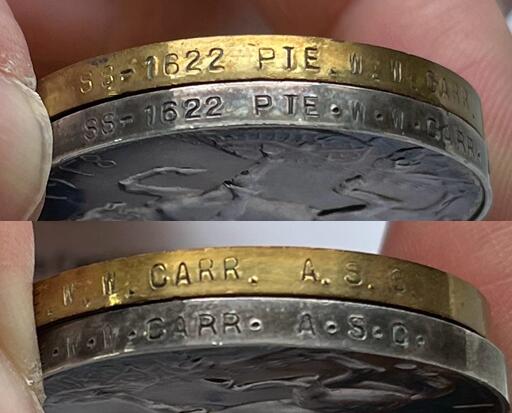 SS-1622 PTE. W. W. CARR.
SS-1622 PTE. W. W. CARR.
W. W. CARR. A. S. C
W. W. CARR. A. S. C.